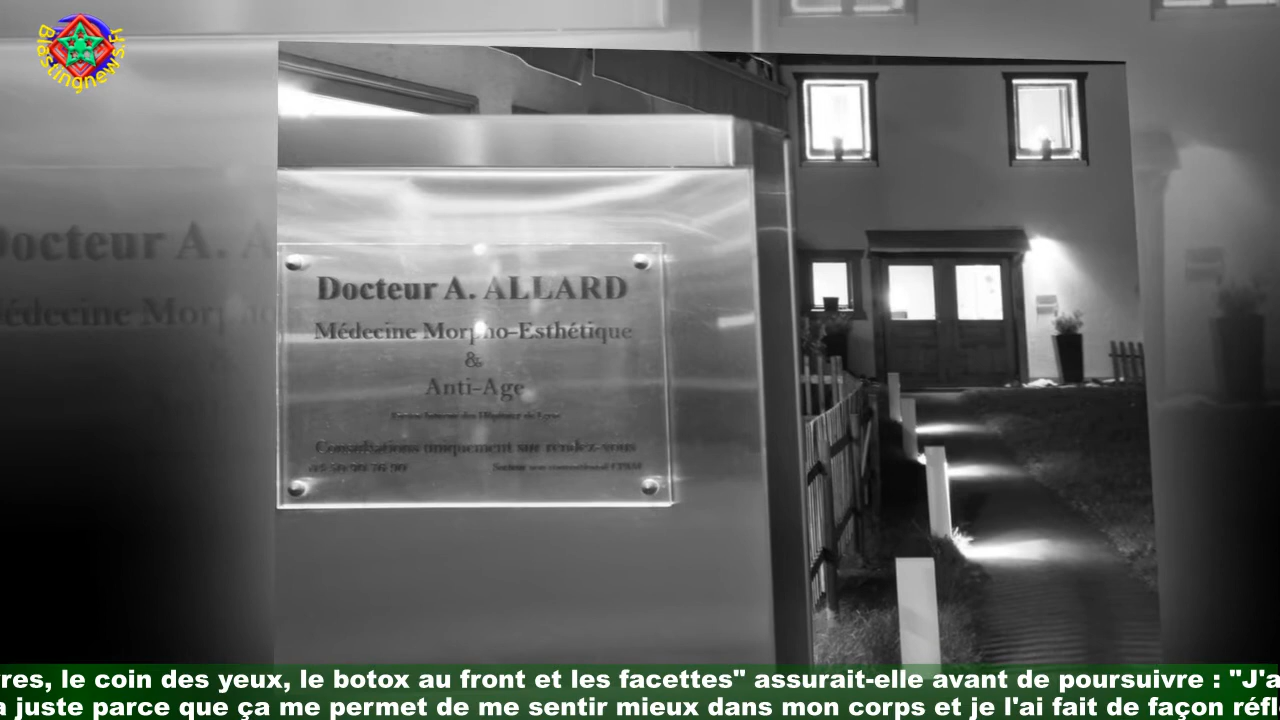 Blastingnews.Fr
Docteur A. A
Docteur A. ALLARD
Médecine Morpho-Esthétique
&
Anti-Age
Consultations uniquement sur rendez-vous
res, le coin des yeux, le botox au front et les facettes" assurait-elle avant de poursuivre : "J'a
a juste parce que ça me permet de me sentir mieux dans mon corps et je l'ai fait de façon réfl